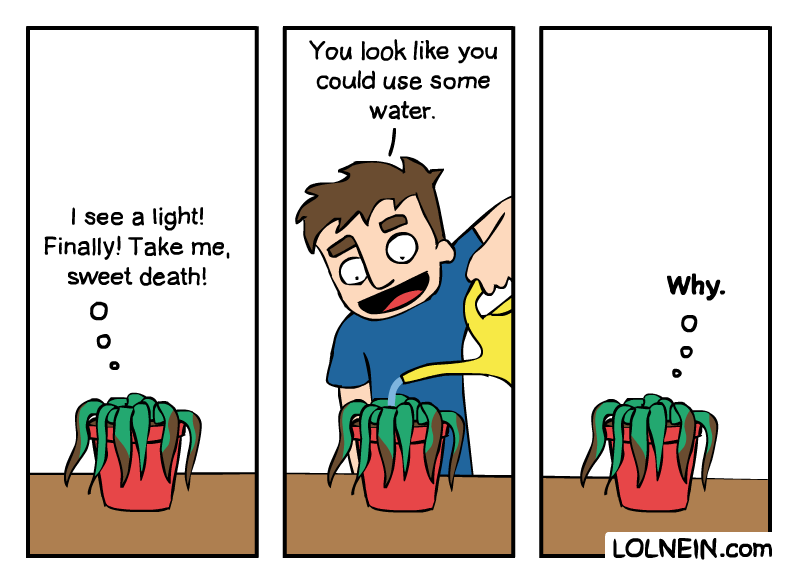 I see a light!
Finally! Take me,
sweet death!
You look like you
could use some
water.
Why.
LOLNEIN.com